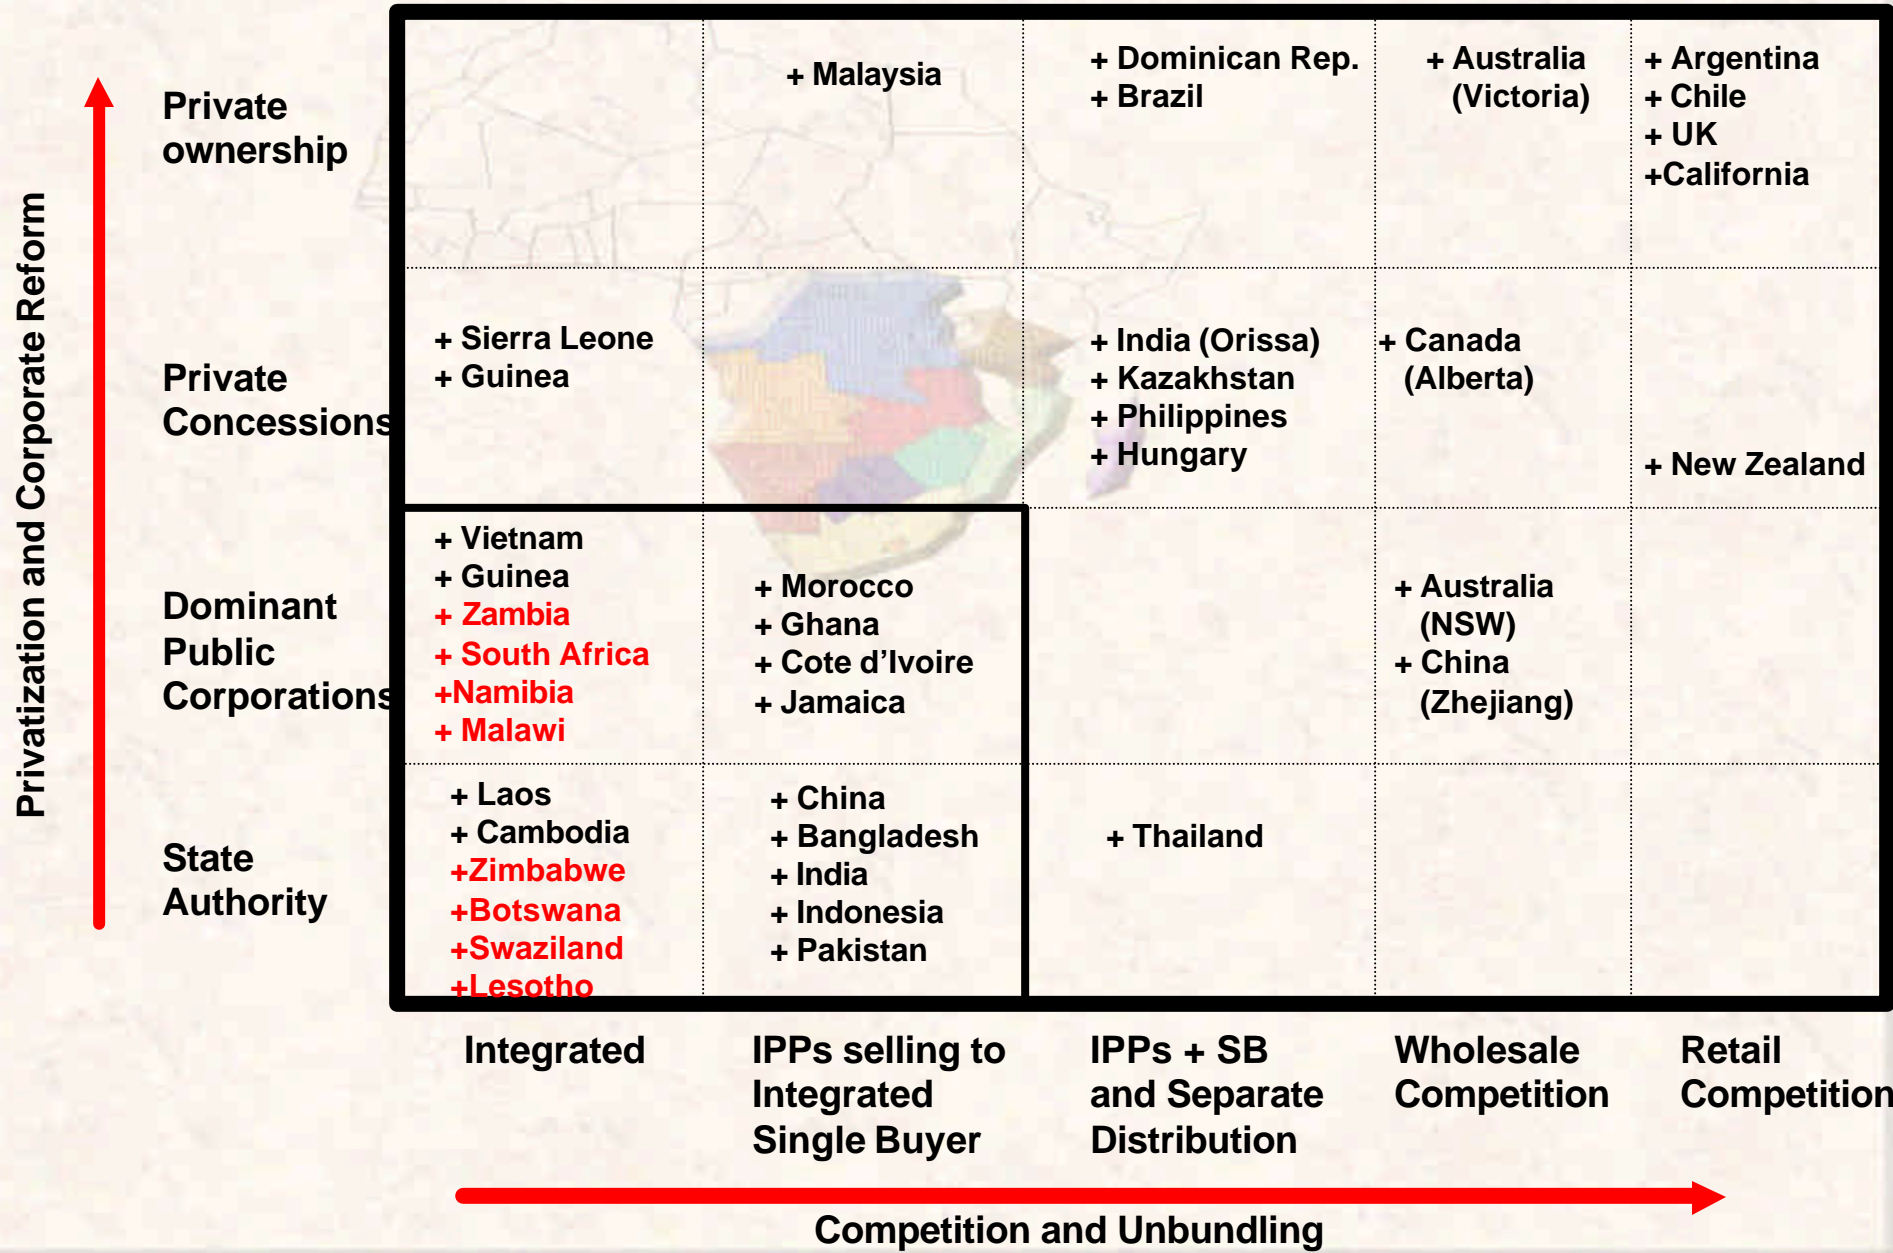 Privatization and Corporate Reform
Private
ownership
+ Malaysia
+ Dominican Rep.
+ Brazil
+ Australia
(Victoria)
+ Argentina
+ Chile
+ UK
+California
Private
Concessions
+ Sierra Leone
+ Guinea
+ India (Orissa)
+ Kazakhstan
+ Philippines
+ Hungary
+ Canada
(Alberta)
+ New Zealand
Dominant
Public
Corporations
+ Vietnam
+ Guinea
+ Zambia
+ South Africa
+Namibia
+ Malawi
+ Morocco
+ Ghana
+ Cote d’Ivoire
+ Jamaica
+ Australia
(NSW)
+ China
(Zhejiang)
State
Authority
+ Laos
+ Cambodia
+Zimbabwe
+Botswana
+Swaziland
+Lesotho
+ China
+ Bangladesh
+ India
+ Indonesia
+ Pakistan
+ Thailand
Integrated
IPPs selling to
Integrated
Single Buyer
IPPs + SB
and Separate
Distribution
Wholesale
Competition
Retail
Competition
Competition and Unbundling